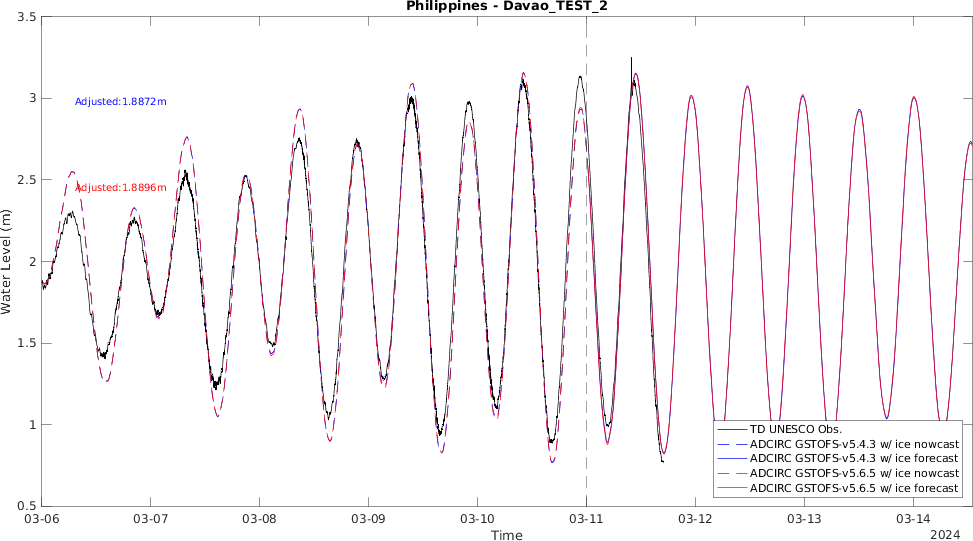 Philippines - Davao_TEST_2
3.5
3
2.5
2
1.5
1
0.5
Water Level (m)
Adjusted:1.8872m
Adjusted:1.8896m
TD UNESCO Obs.
ADCIRC GSTOFS-v5.4.3 w/ ice nowcast
ADCIRC GSTOFS-v5.4.3 w/ ice forecast
ADCIRC GSTOFS-v5.6.5 w/ ice nowcast
ADCIRC GSTOFS-v5.6.5 w/ ice forecast
03-06 03-07 03-08 03-09 03-10 03-11 03-12 03-13 03-14
Time
2024